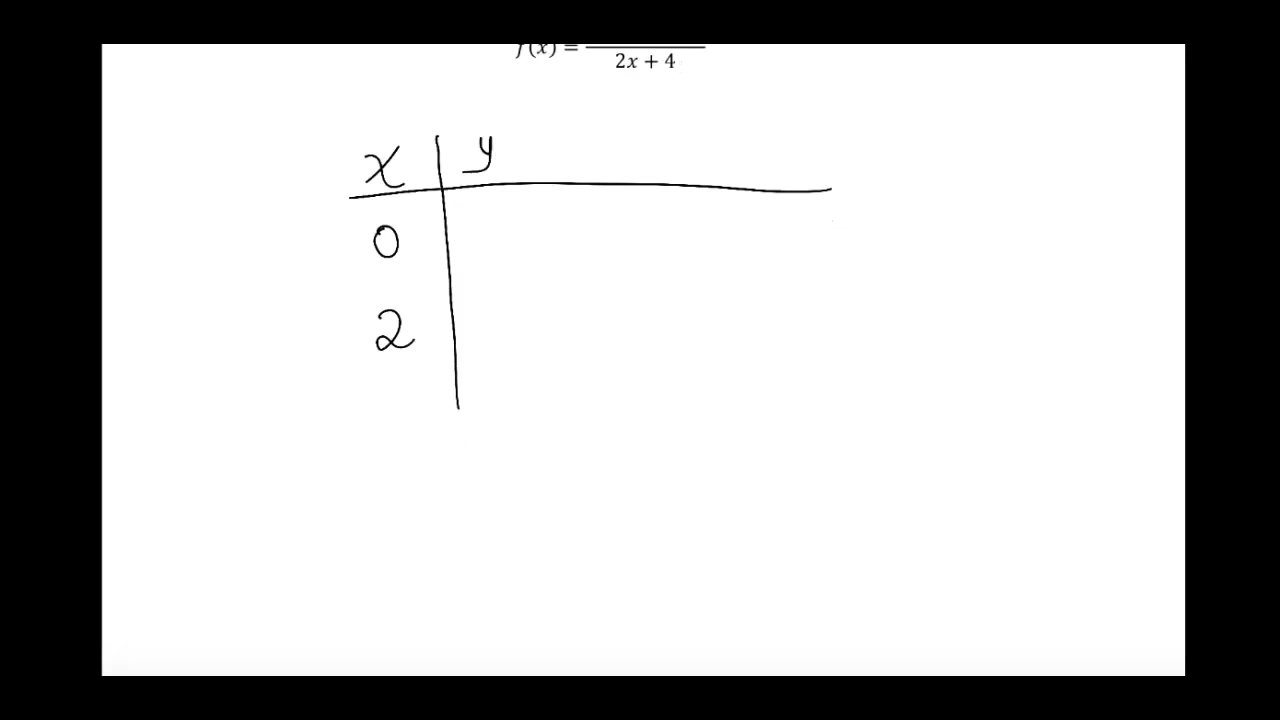 f(x) =
2x + 4
x y
0
2